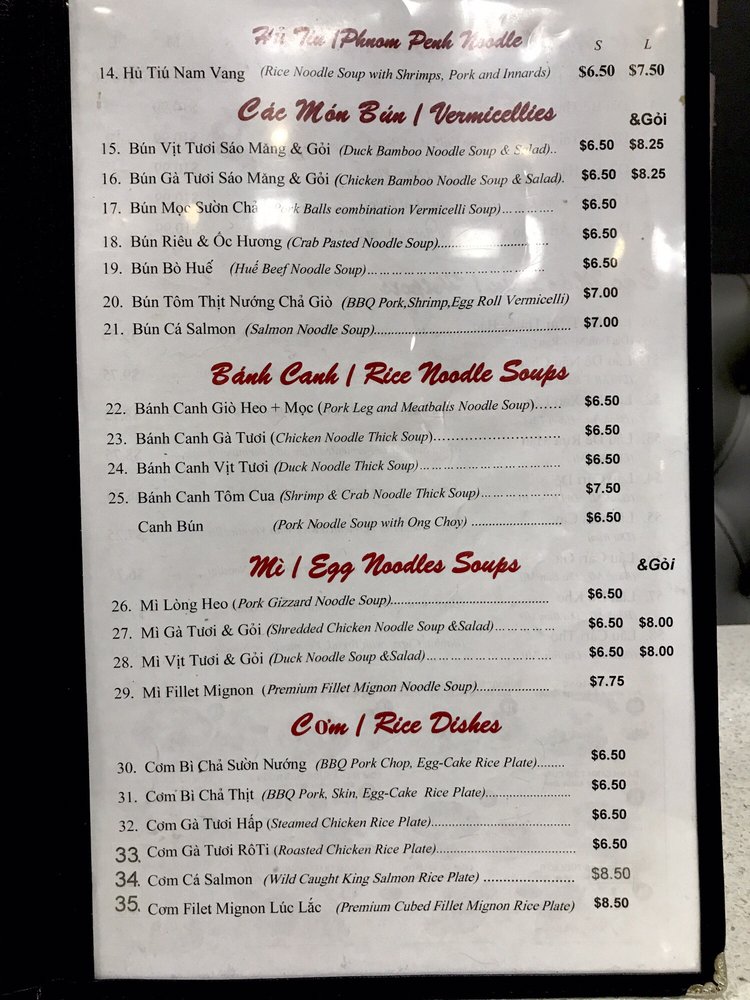 Hủ Tíu /Phnom Penh Noodle S L
14. Hủ Tiú Nam Vang (Rice Noodle Soup with Shrimps, Pork and Innards) $6.50 $7.50
Các Món Bún / Vermicellies &Gỏi
15. Bún Vịt Tươi Sáo Măng & Gỏi (Duck Bamboo Noodle Soup & Salad).. $6.50 $8.25
16. Bún Gà Tươi Sáo Măng & Gỏi (Chicken Bamboo Noodle Soup & Salad). $6.50 $8.25
17. Bún Mọc Sườn Chả (Pork Balls combination Vermicelli Soup)............. $6.50
18. Bún Riêu & Ốc Hương (Crab Pasted Noodle Soup)............................ $6.50
19. Bún Bò Huế (Huế Beef Noodle Soup)............................................. $6.50
20. Bún Tôm Thịt Nướng Chả Giò (BBQ Pork,Shrimp,Egg Roll Vermicelli) $7.00
21. Bún Cá Salmon (Salmon Noodle Soup).................................................. $7.00
Bánh Canh / Rice Noodle Soups
22. Bánh Canh Giò Heo + Mọc (Pork Leg and Meatbalis Noodle Soup)...... $6.50
23. Bánh Canh Gà Tươi (Chicken Noodle Thick Soup)............................ $6.50
24. Bánh Canh Vịt Tươi (Duck Noodle Thick Soup).................................. $6.50
25. Bánh Canh Tôm Cua (Shrimp & Crab Noodle Thick Soup).................... $7.50
Canh Bún (Pork Noodle Soup with Ong Choy) ......................... $6.50
Mì / Egg Noodles Soups &Gỏi
26. Mì Lòng Heo (Pork Gizzard Noodle Soup)........................................... $6.50
27. Mì Gà Tươi & Gỏi (Shredded Chicken Noodle Soup &Salad)............... $6.50 $8.00
28. Mì Vịt Tươi & Gỏi (Duck Noodle Soup &Salad)................................ $6.50 $8.00
29. Mì Fillet Mignon (Premium Fillet Mignon Noodle Soup).................... $7.75
Cơm / Rice Dishes
30. Cơm Bì Chả Sườn Nướng (BBQ Pork Chop, Egg-Cake Rice Plate)........ $6.50
31. Cơm Bì Chả Thịt (BBQ Pork, Skin, Egg-Cake Rice Plate)........................ $6.50
32. Cơm Gà Tươi Hấp (Steamed Chicken Rice Plate)...................................... $6.50
33. Cơm Gà Tươi RôTi (Roasted Chicken Rice Plate)...................................... $6.50
34. Cơm Cá Salmon (Wild Caught King Salmon Rice Plate) ......................... $8.50
35. Cơm Filet Mignon Lúc Lắc (Premium Cubed Fillet Mignon Rice Plate) $8.50